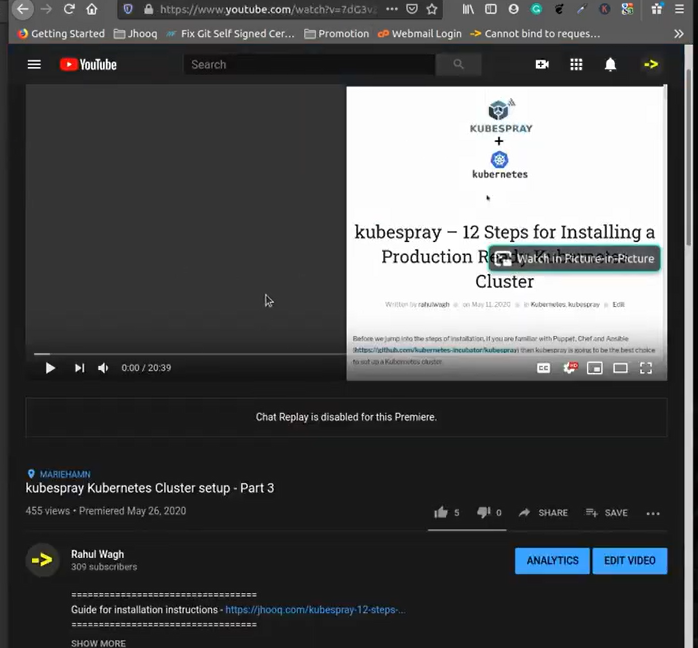 https://www.youtube.com/watch?v=7dG3v
Getting Started
Jhooq
Fix Git Self Signed Cer...
Promotion
Webmail Login
Cannot bind to reques...
YouTube
Search
KUBESPRAY
+
kubernetes
kubespray – 12 Steps for Installing a
Production Ready Kubernetes
Cluster
Watch in Picture-in-Picture
Written by rahulwagh on May 11, 2020 in Kubernetes, kubespray Edit
Before we jump into the steps of installation, if you are familiar with Puppet, Chef and Ansible
(https://github.com/kubernetes-incubator/kubespray) then kubespray is going to be the best choice
to set up a Kubernetes cluster.
0:00 / 20:39
CC
HD
Chat Replay is disabled for this Premiere.
MARIEHAMN
kubespray Kubernetes Cluster setup - Part 3
455 views • Premiered May 26, 2020
5
0
SHARE
SAVE
Rahul Wagh
309 subscribers
ANALYTICS
EDIT VIDEO
=================================
Guide for installation instructions - https://jhooq.com/kubespray-12-steps-...
=================================
SHOW MORE